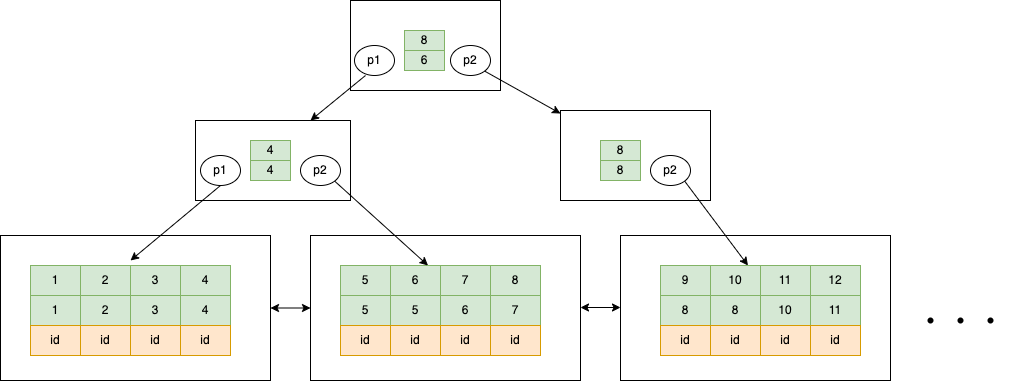 8
p1 6 p2
4
p1 4 p2
8
8 p2
1 2 3 4
1 2 3 4
id id id id
5 6 7 8
5 5 6 7
id id id id
9 10 11 12
8 8 10 11
id id id id
. . .